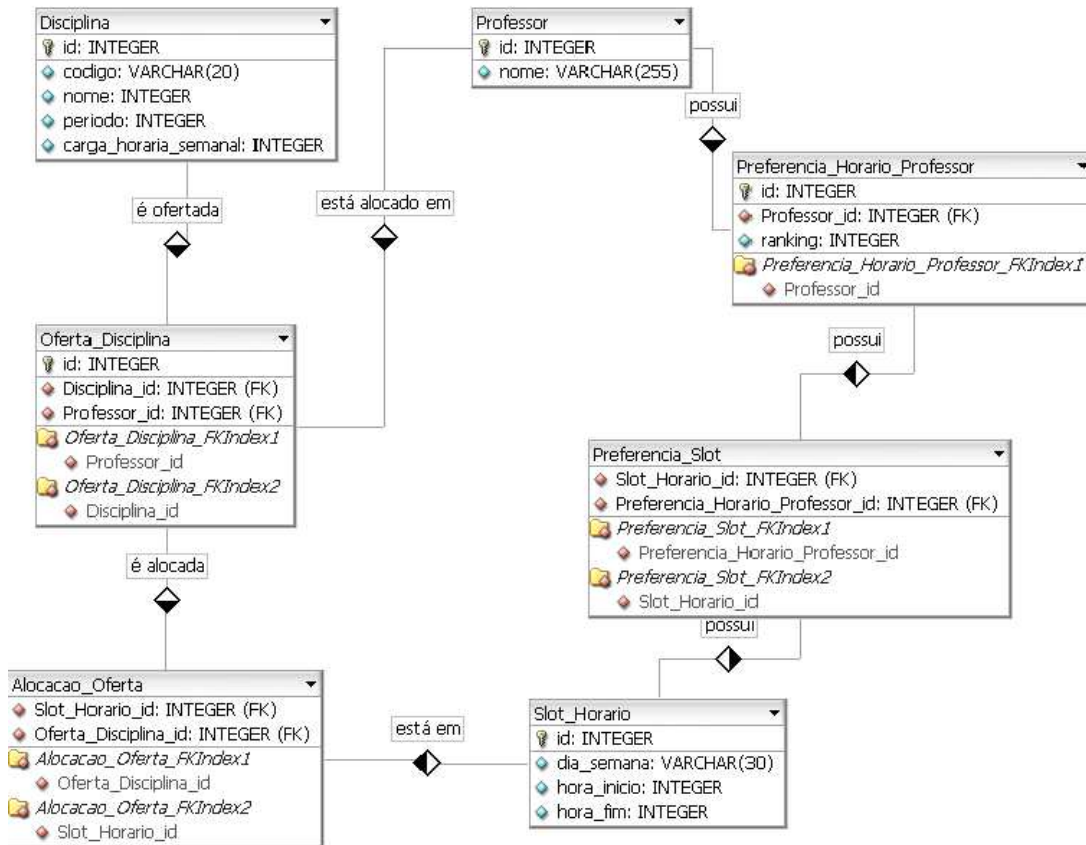 Disciplina
id: INTEGER
codigo: VARCHAR(20)
nome: INTEGER
periodo: INTEGER
carga_horaria_semanal: INTEGER
Professor
id: INTEGER
nome: VARCHAR(255)
possui
é ofertada
está alocado em
Preferencia_Horario_Professor
id: INTEGER
Professor_id: INTEGER (FK)
ranking: INTEGER
Preferencia_Horario_Professor_FKIndex1
Professor_id
possui
Oferta_Disciplina
id: INTEGER
Disciplina_id: INTEGER (FK)
Professor_id: INTEGER (FK)
Oferta_Disciplina_FKIndex1
Professor_id
Oferta_Disciplina_FKIndex2
Disciplina_id
Preferencia_Slot
Slot_Horario_id: INTEGER (FK)
Preferencia_Horario_Professor_id: INTEGER (FK)
Preferencia_Slot_FKIndex1
Preferencia_Horario_Professor_id
Preferencia_Slot_FKIndex2
Slot_Horario_id
é alocada
possui
Alocacao_Oferta
Slot_Horario_id: INTEGER (FK)
Oferta_Disciplina_id: INTEGER (FK)
Alocacao_Oferta_FKIndex1
Oferta_Disciplina_id
Alocacao_Oferta_FKIndex2
Slot_Horario_id
está em
Slot_Horario
id: INTEGER
dia_semana: VARCHAR(30)
hora_inicio: INTEGER
hora_fim: INTEGER